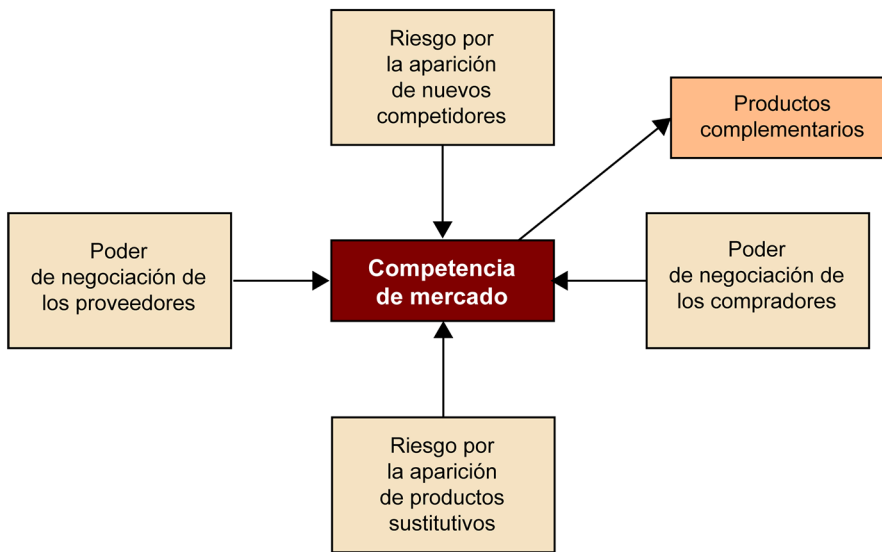 Riesgo por
la aparición
de nuevos
competidores
Productos
complementarios
Poder
de negociación de
los proveedores
Competencia
de mercado
Poder
de negociación de
los compradores
Riesgo por
la aparición
de productos
sustitutivos